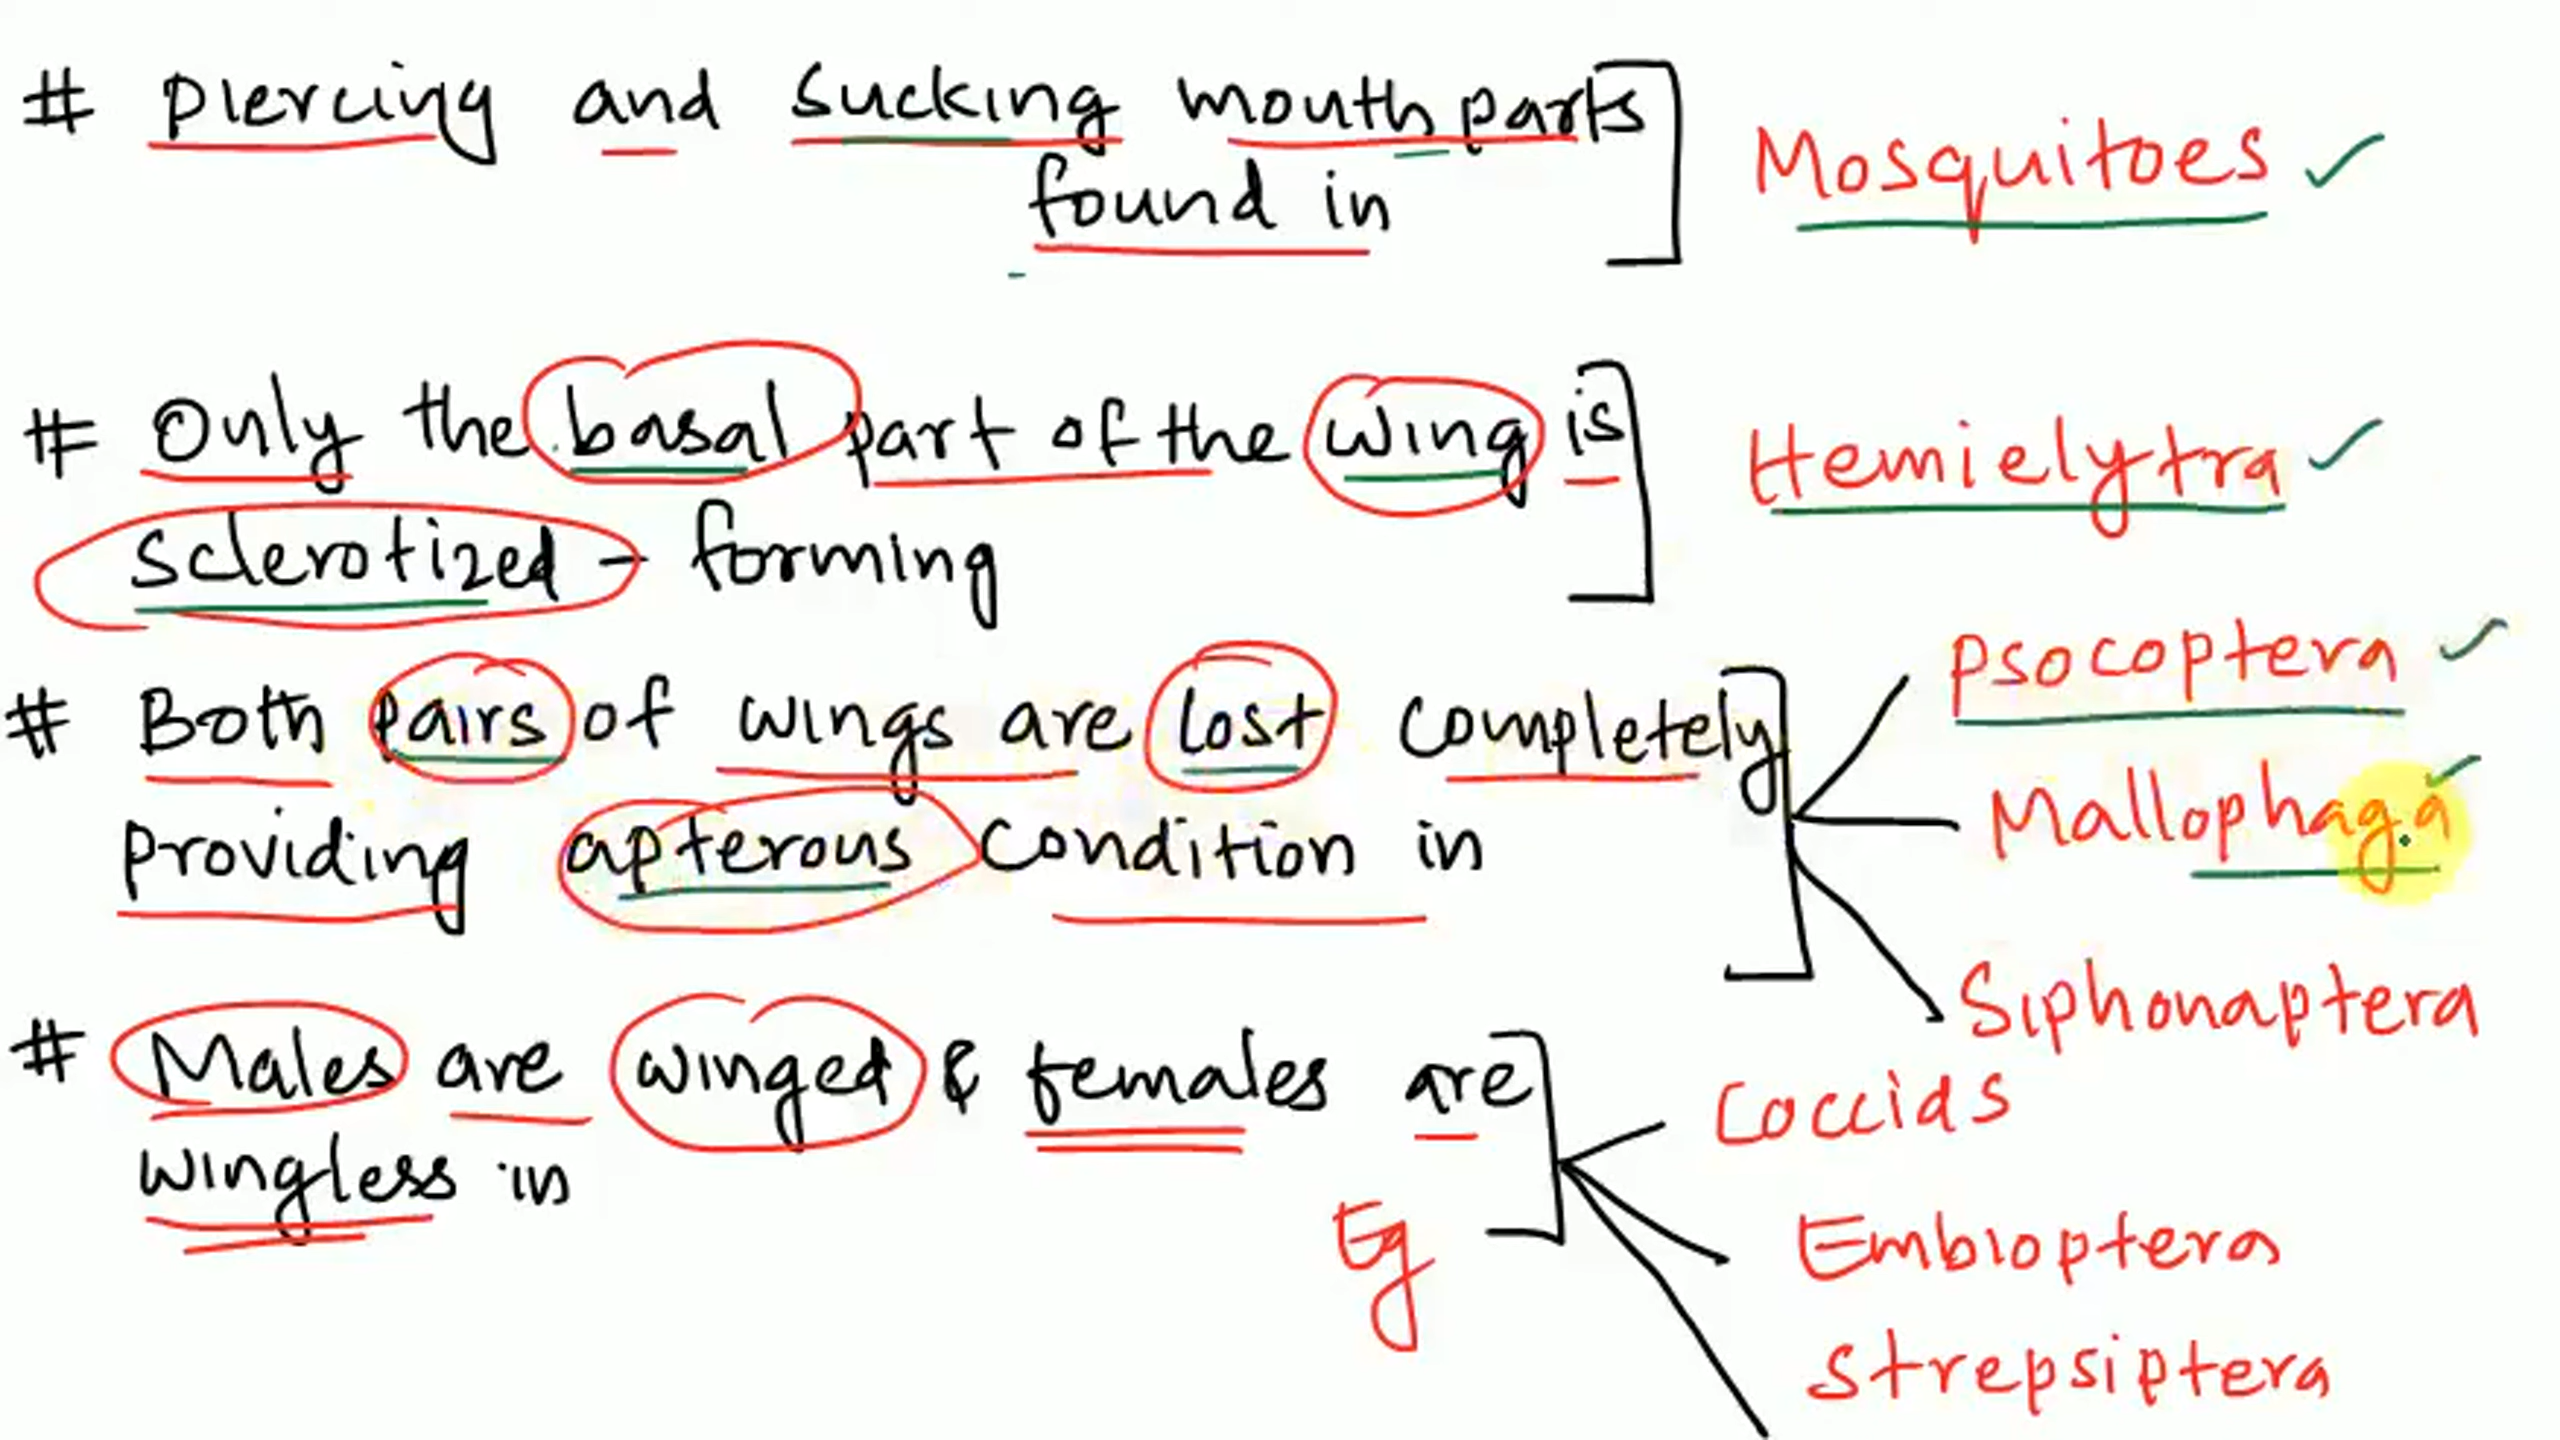 # Piercing and sucking mouth parts
found in
Mosquitoes ✓
# Only the basal part of the wing is
sclerotized - forming
Hemielytra ✓
# Both pairs of wings are lost completely
providing apterous condition in
Psocoptera ✓
Mallophaga ✓
Siphonaptera
# Males are winged & females are
wingless in
Eg
Coccids
Embioptera
Strepsiptera